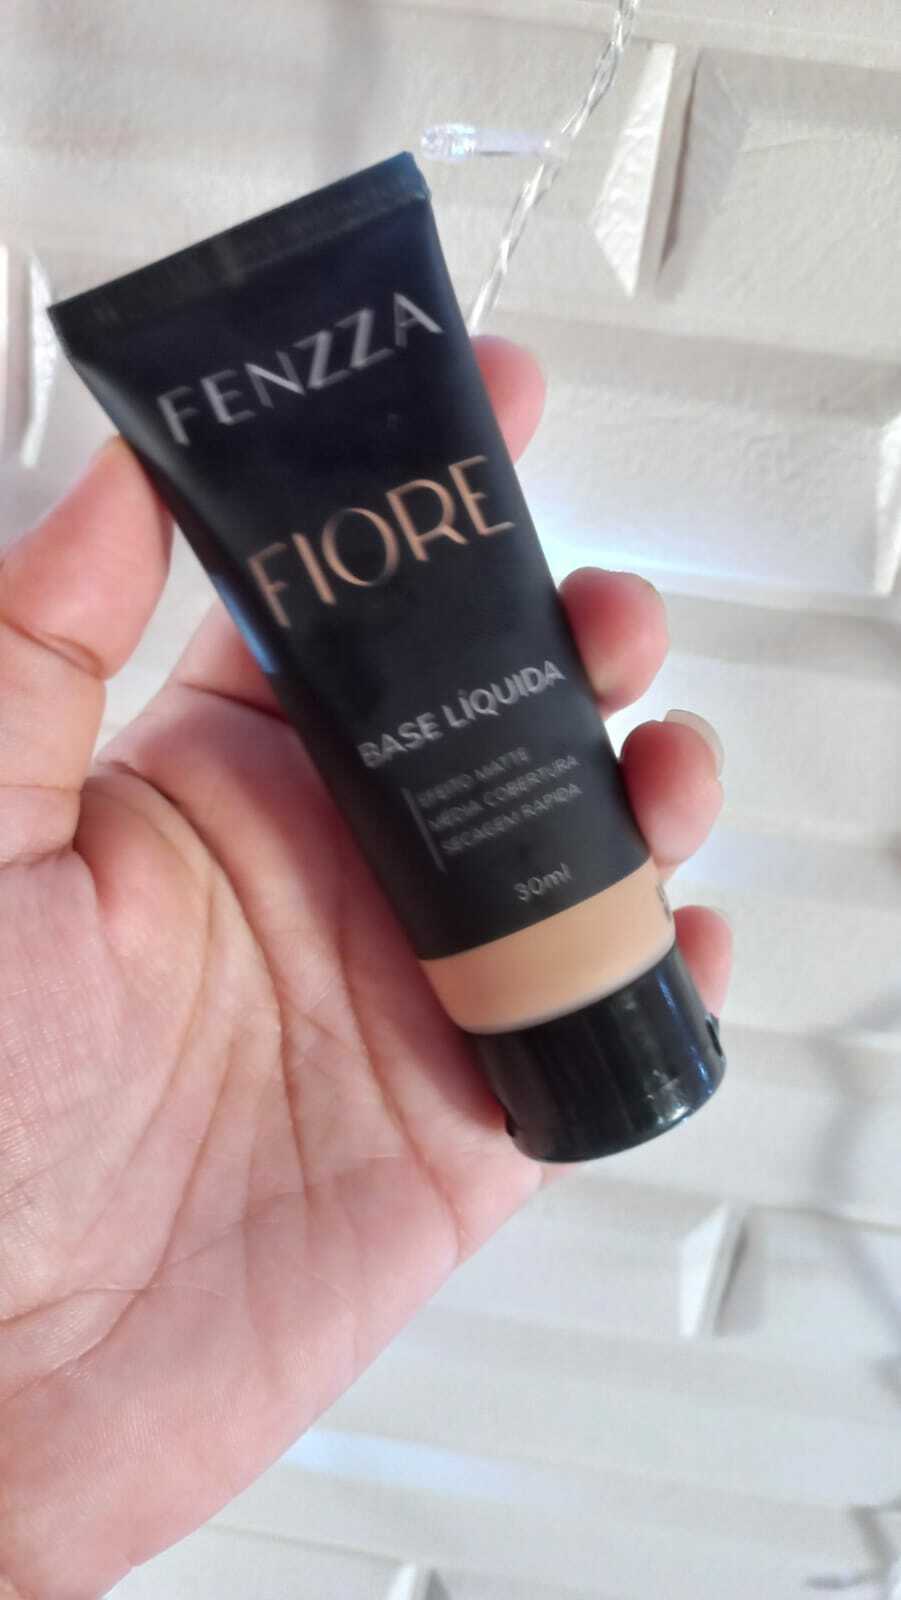 FENZZA
FIORE
BASE LÍQUIDA
EFEITO MATTE
MÉDIA COBERTURA
SECAGEM RÁPIDA
30ml